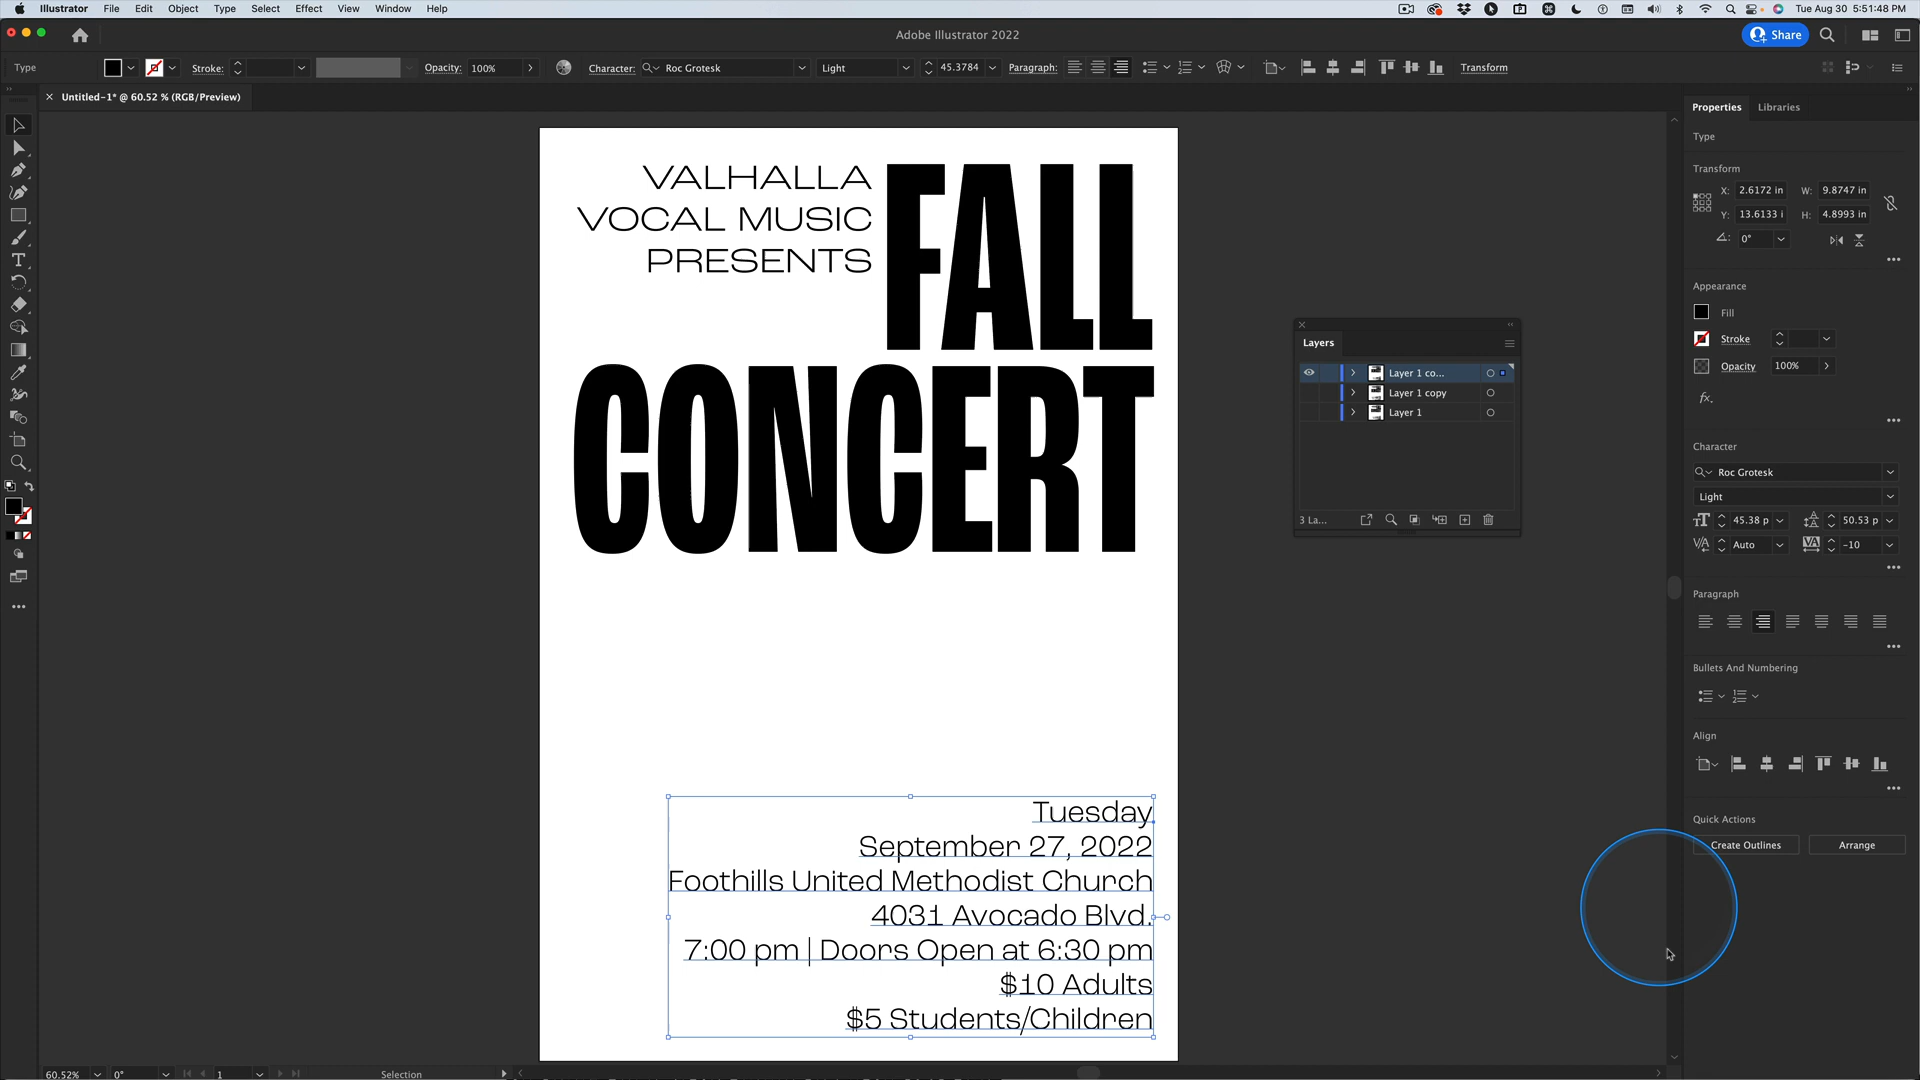 Illustrator File Edit Object Type Select Effect View Window Help
Tue Aug 30 5:51:48 PM
Adobe Illustrator 2022
Share
Type
Stroke:
Opacity: 100%
Character: Roc Grotesk
Light
45.3784
Paragraph:
Transform
Untitled-1* @ 60.52 % (RGB/Preview)
VALHALLA
VOCAL MUSIC
PRESENTS
FALL
CONCERT
Tuesday
September 27, 2022
Foothills United Methodist Church
4031 Avocado Blvd.
7:00 pm | Doors Open at 6:30 pm
$10 Adults
$5 Students/Children
Layers
Layer 1 co...
Layer 1 copy
Layer 1
3 La...
Properties Libraries
Type
Transform
X: 2.6172 in W: 9.8747 in
Y: 13.6133 i H: 4.8993 in
0°
Appearance
Fill
Stroke
Opacity 100%
fx.
Character
Roc Grotesk
Light
45.38 p 50.53 p
Auto -10
Paragraph
Bullets And Numbering
Align
Quick Actions
Create Outlines Arrange
60.52% 0° 1 Selection